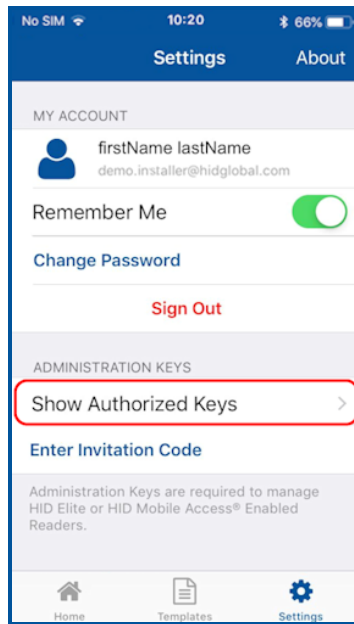 No SIM 10:20 66%
Settings About
MY ACCOUNT
firstName lastName
demo.installer@hidglobal.com
Remember Me
Change Password
Sign Out
ADMINISTRATION KEYS
Show Authorized Keys
Enter Invitation Code
Administration Keys are required to manage
HID Elite or HID Mobile Access® Enabled
Readers.
Home Templates Settings